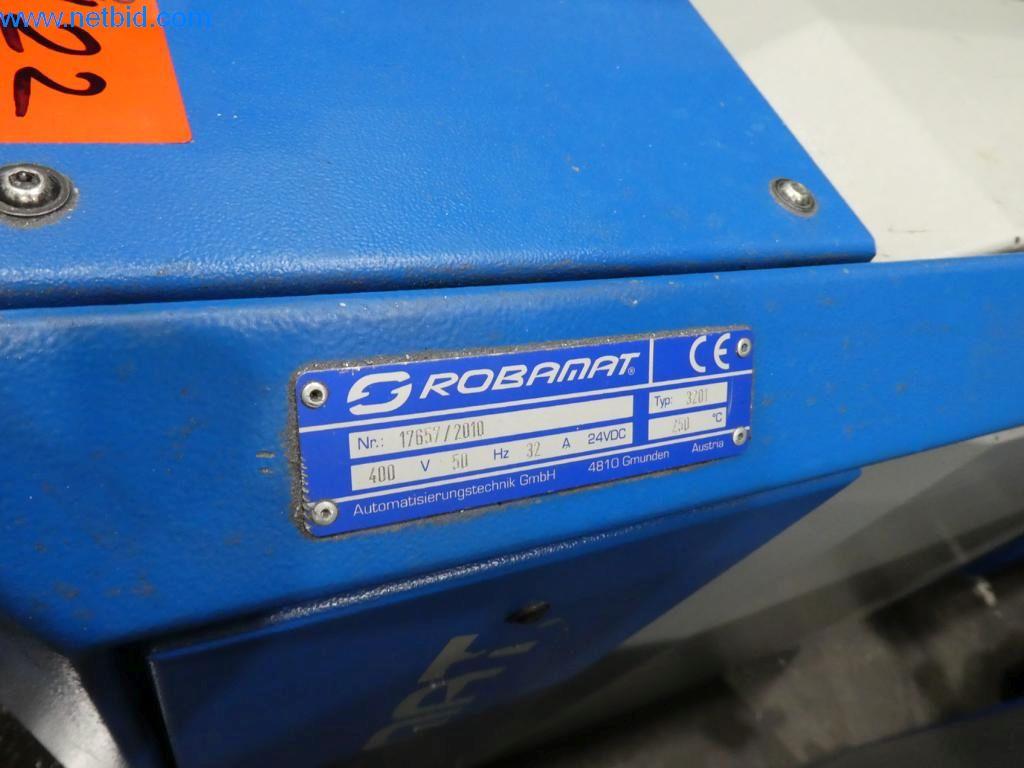 www.netbid.com
22
ROBAMAT® CE
Nr.: 17657/2010 Typ: 3201
400 V 50 Hz 32 A 24VDC 250 °C
Automatisierungstechnik GmbH 4810 Gmunden Austria